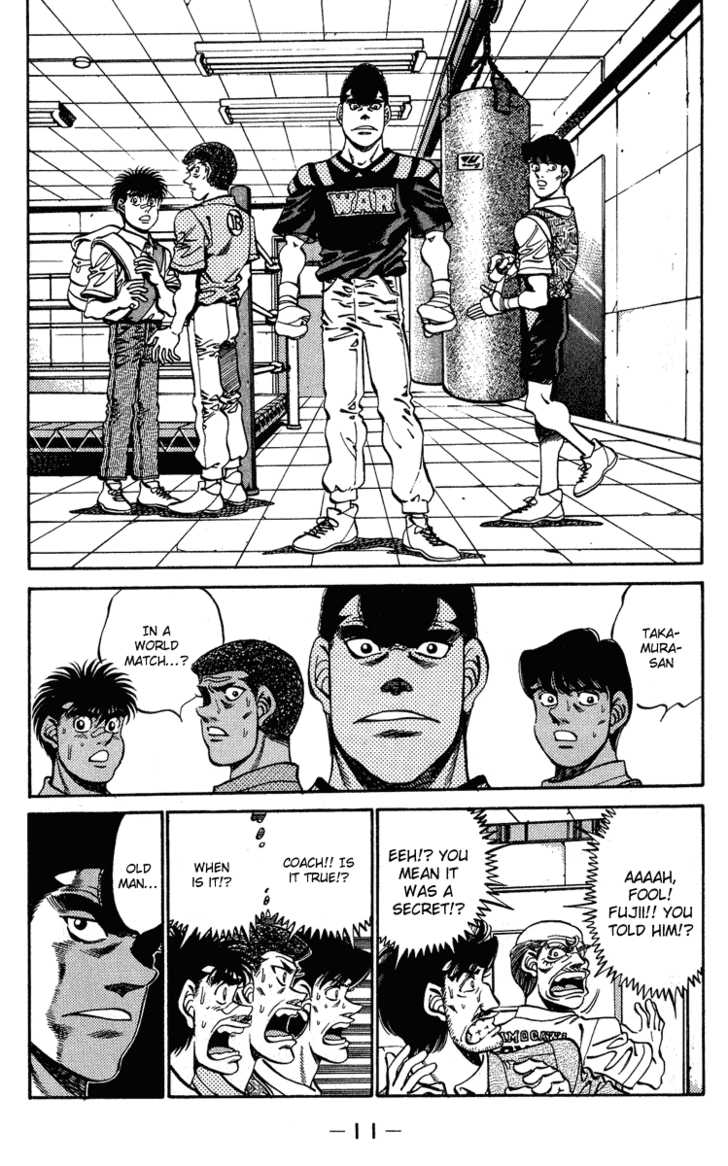 WAR
TAKA-
MURA-
SAN
IN A
WORLD
MATCH...?
AAAAH,
FOOL!
FUJII!! YOU
TOLD HIM!?
EEH!? YOU
MEAN IT
WAS A
SECRET!?
COACH!! IS
IT TRUE!?
WHEN
IS IT!?
OLD
MAN...
—11—